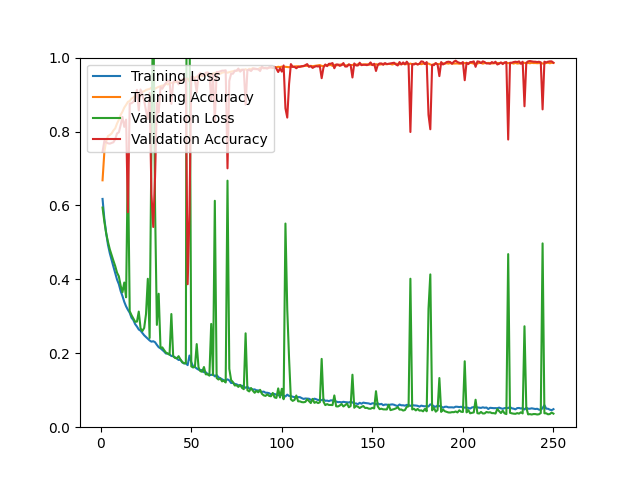 1.0
0.8
0.6
0.4
0.2
0.0
Training Loss
Training Accuracy
Validation Loss
Validation Accuracy
0 50 100 150 200 250